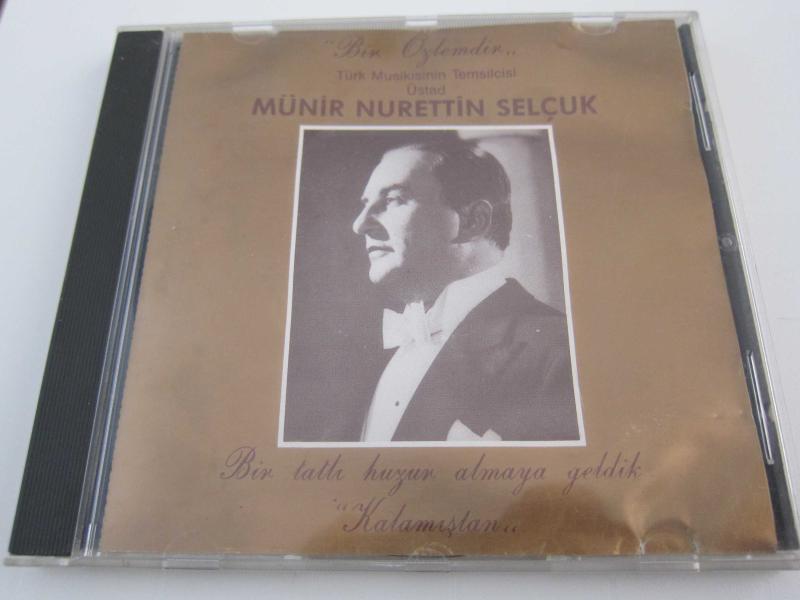 "Bir Özlemdir,,
Türk Musikisinin Temsilcisi
Üstad
MÜNİR NURETTİN SELÇUK
Bir tatlı huzur almaya geldik
"Kalamıştan,,